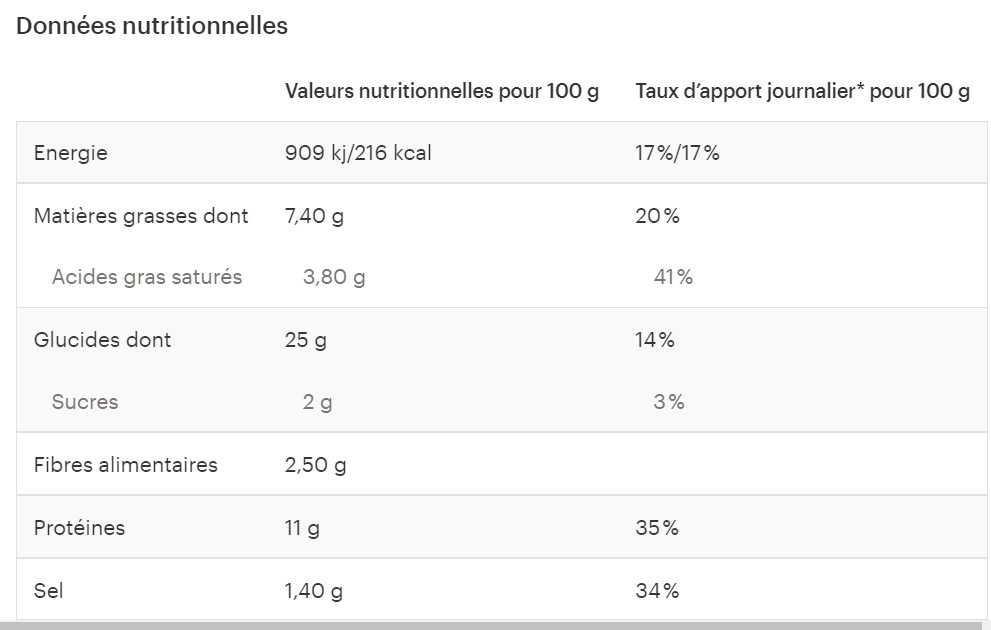 Données nutritionnelles
Valeurs nutritionnelles pour 100 g Taux d’apport journalier* pour 100 g
Energie 909 kj/216 kcal 17%/17%
Matières grasses dont 7,40 g 20%
Acides gras saturés 3,80 g 41%
Glucides dont 25 g 14%
Sucres 2 g 3%
Fibres alimentaires 2,50 g
Protéines 11 g 35%
Sel 1,40 g 34%